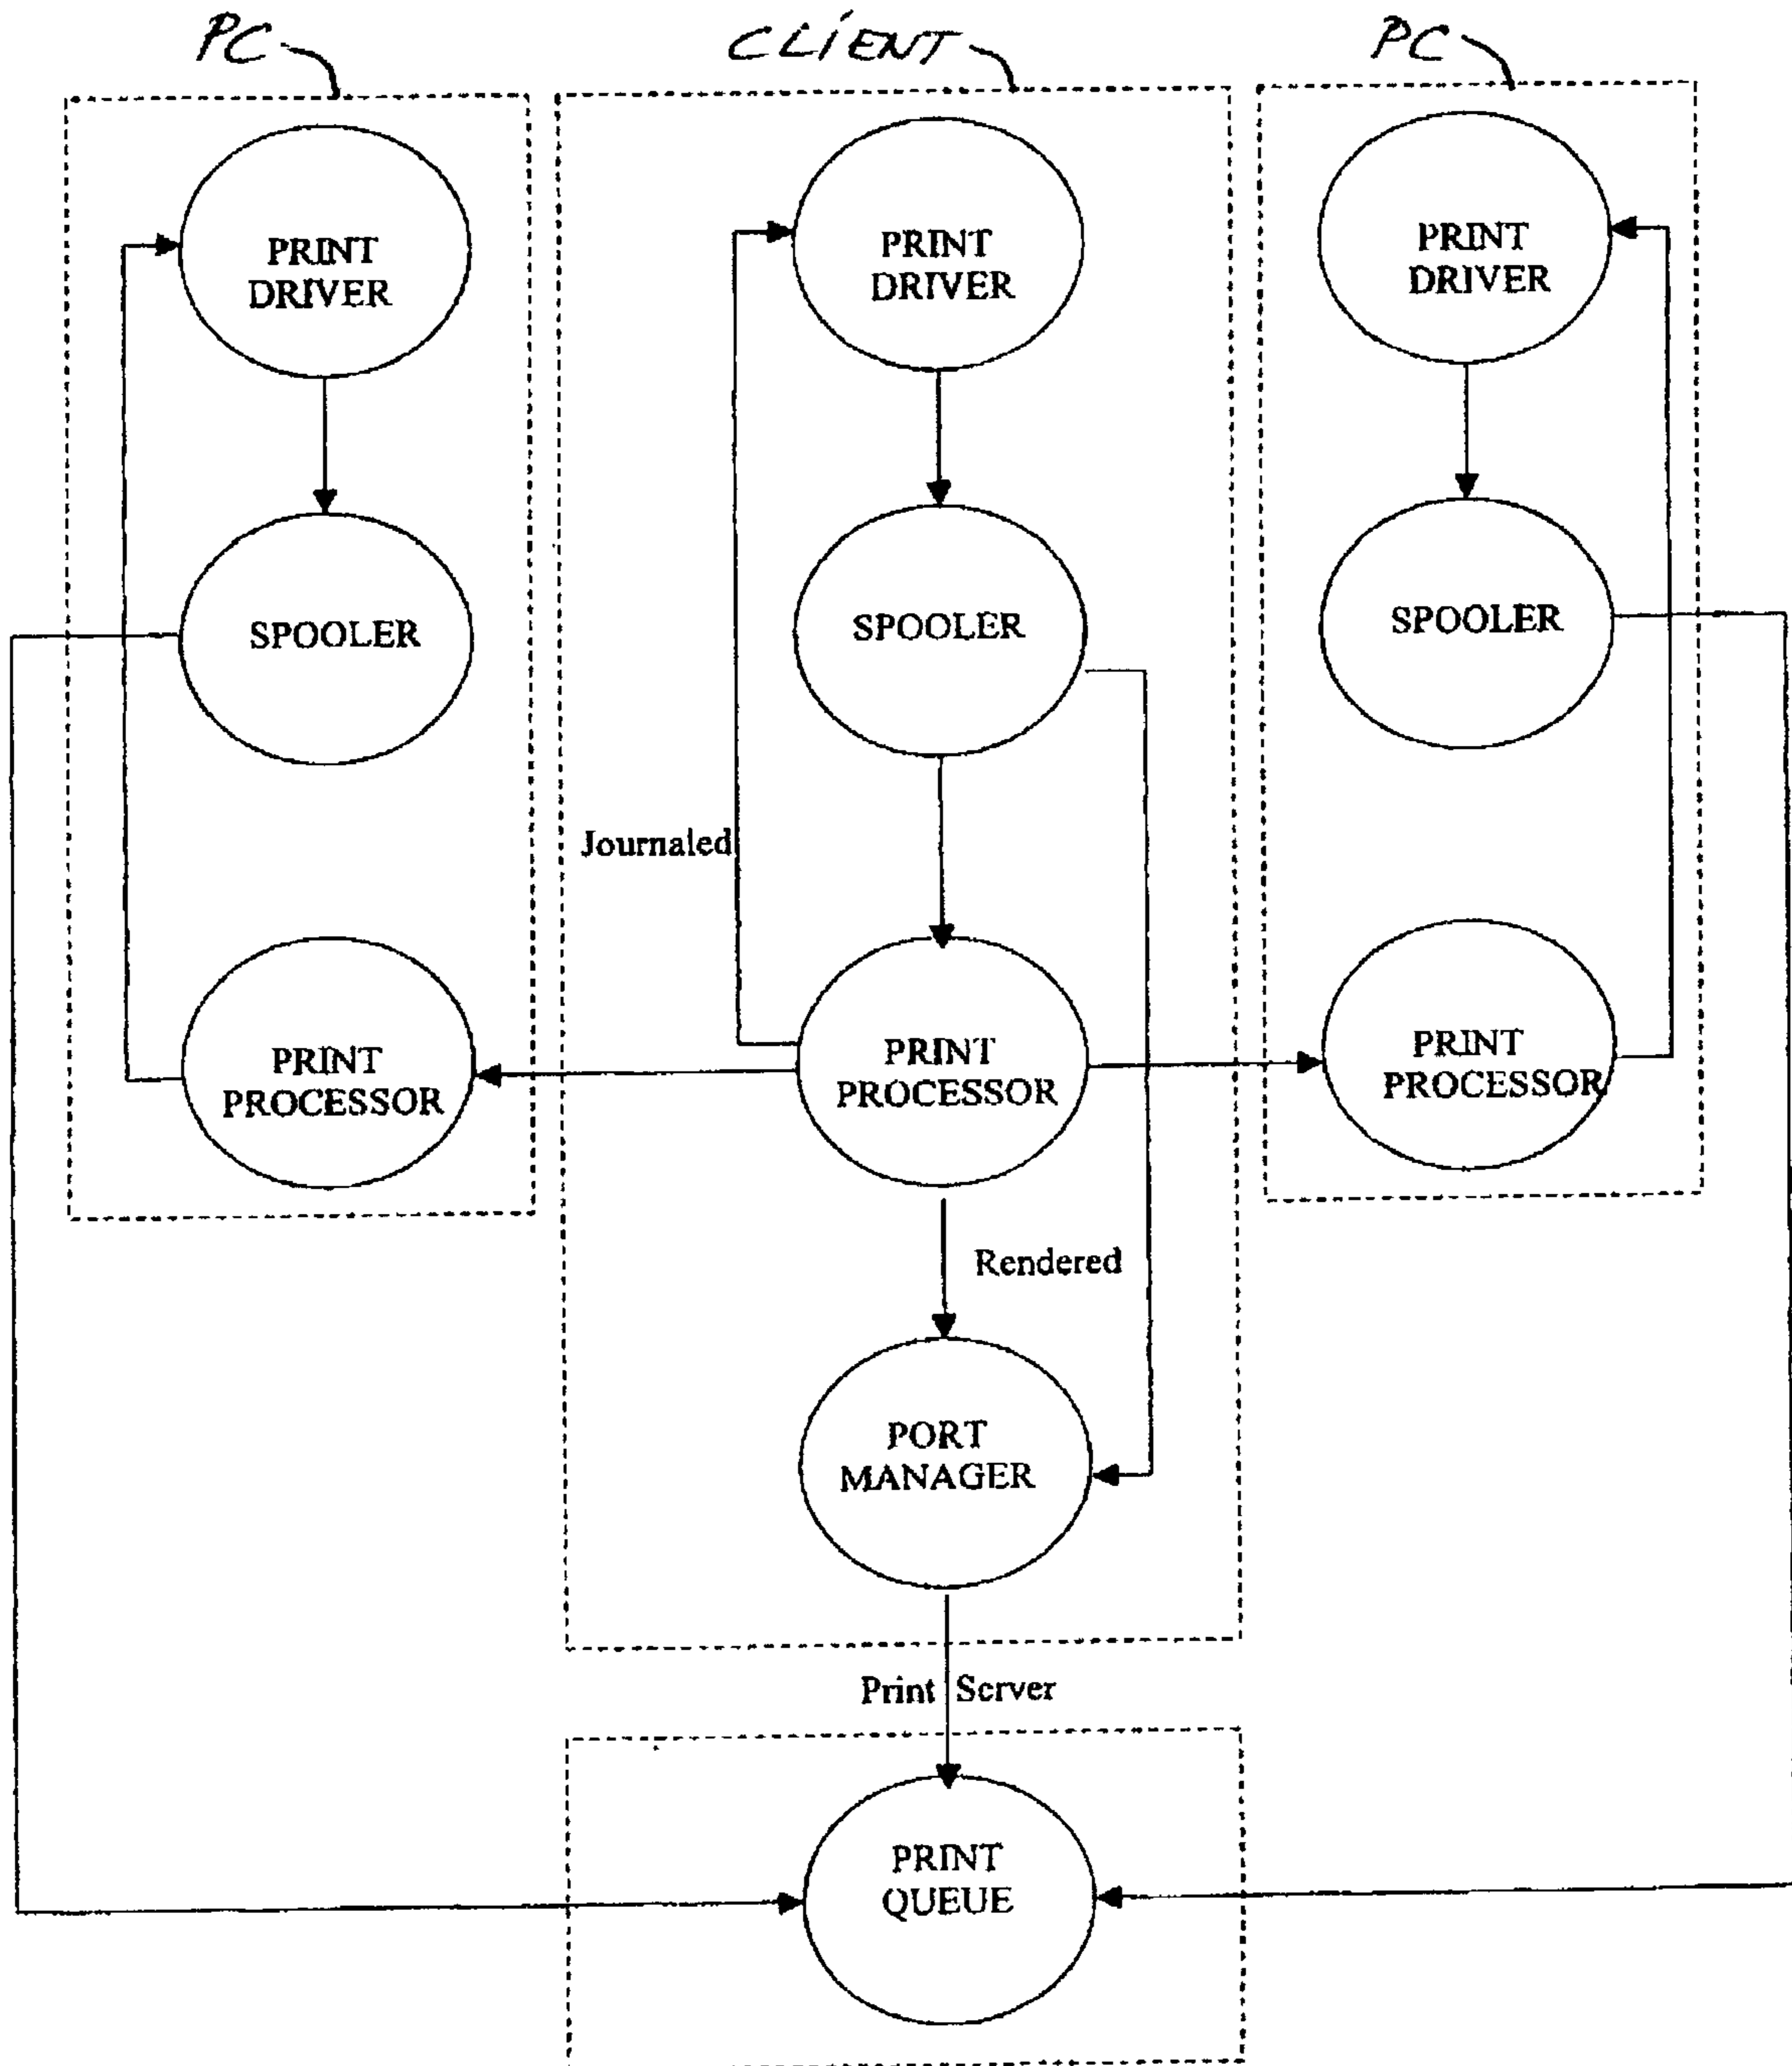 PC
CLiENT
PC
PRINT
DRIVER
PRINT
DRIVER
PRINT
DRIVER
SPOOLER
SPOOLER
SPOOLER
Journaled
PRINT
PROCESSOR
PRINT
PROCESSOR
PRINT
PROCESSOR
Rendered
PORT
MANAGER
Print Server
PRINT
QUEUE